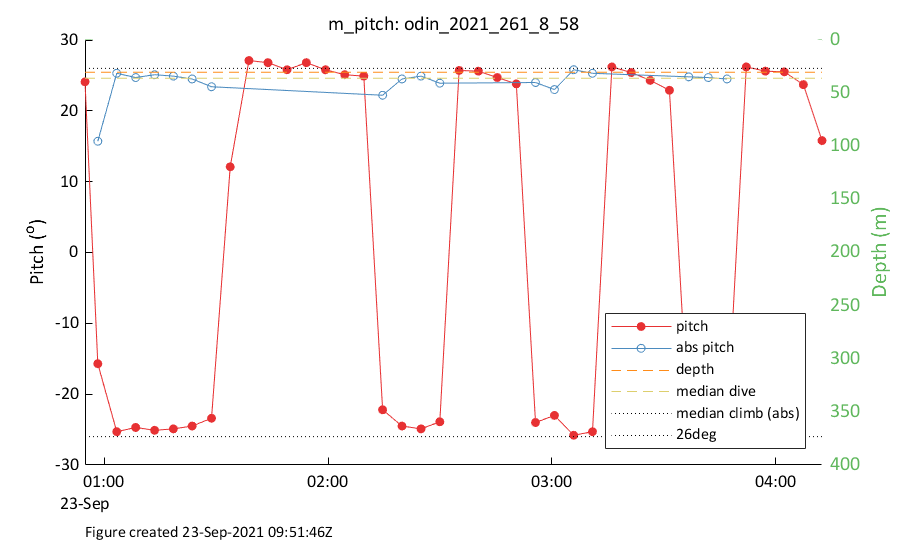 m_pitch: odin_2021_261_8_58
30
20
10
0
-10
-20
-30
Pitch (º)
0
50
100
150
200
250
300
350
400
Depth (m)
pitch
abs pitch
depth
median dive
median climb (abs)
26deg
01:00
02:00
03:00
04:00
23-Sep
Figure created 23-Sep-2021 09:51:46Z